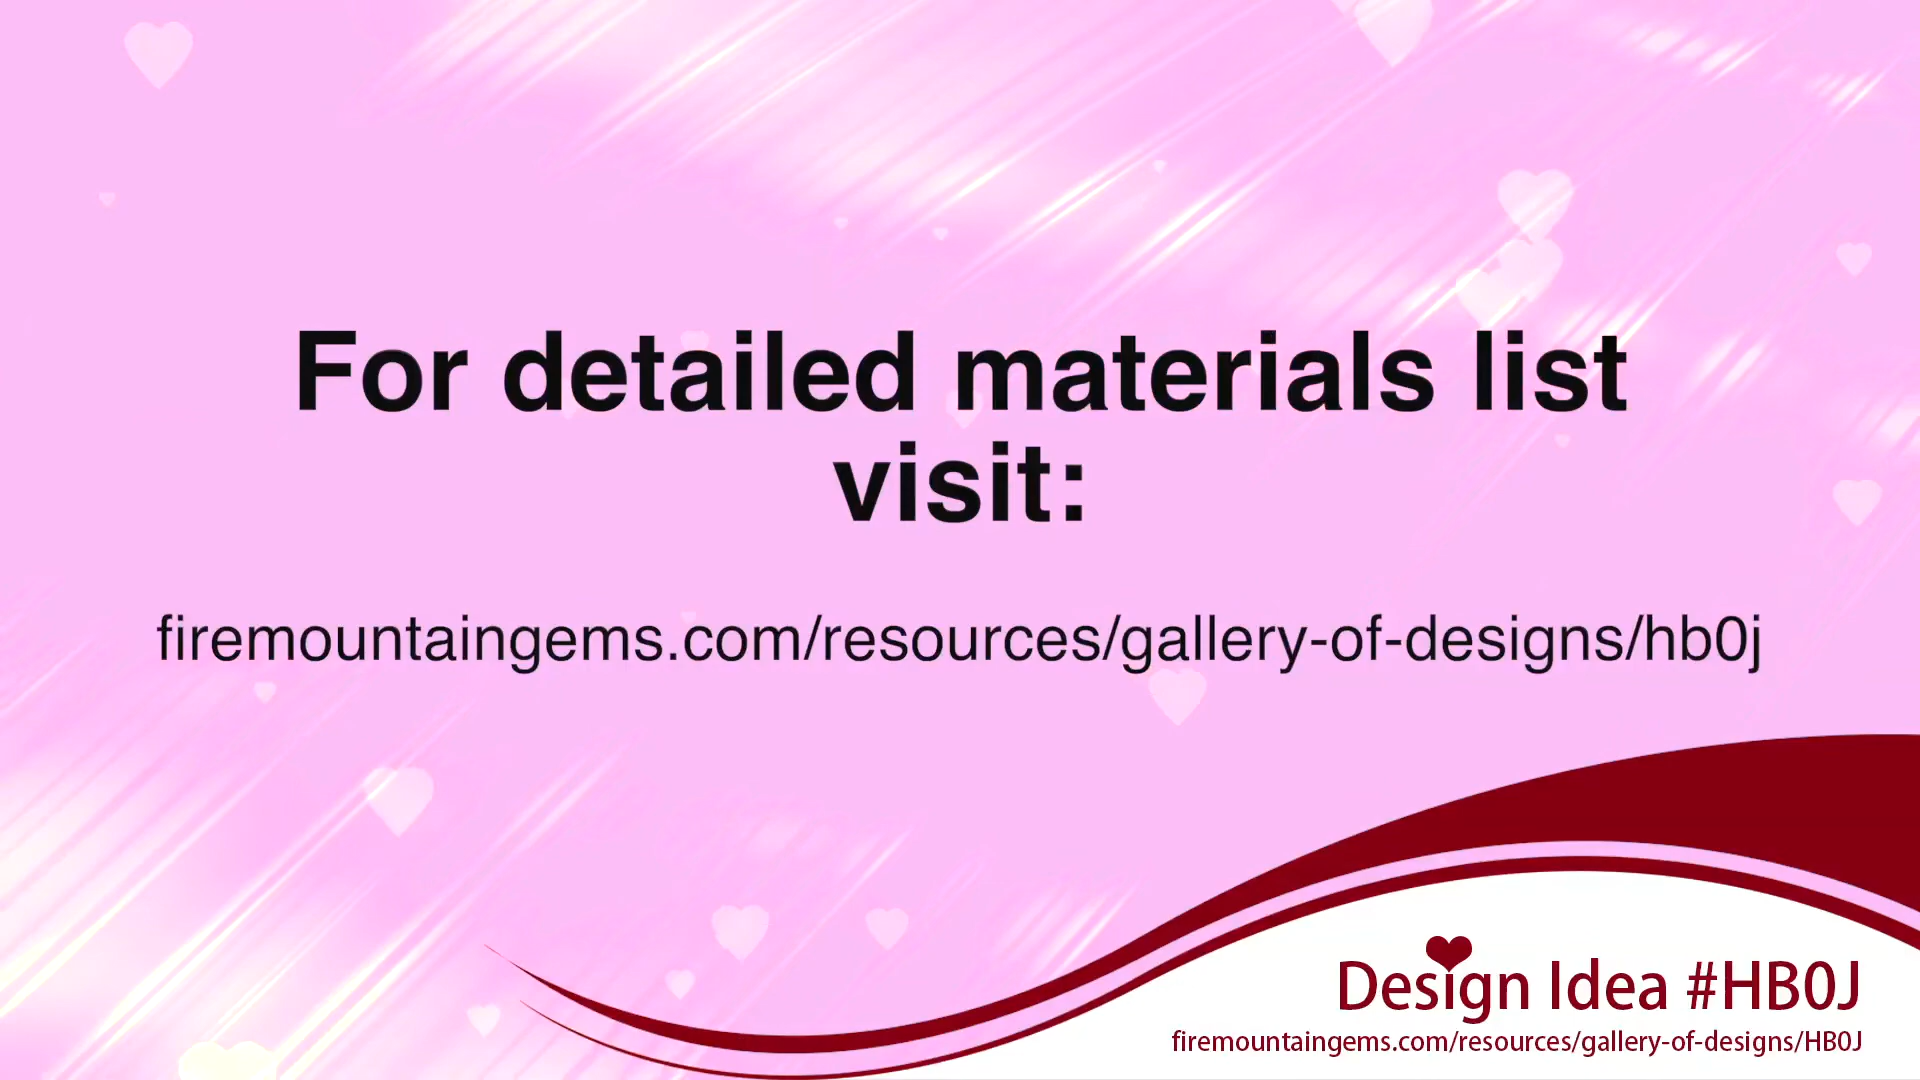 For detailed materials list
visit:
firemountaingems.com/resources/gallery-of-designs/hb0j
Design Idea #HB0J
firemountaingems.com/resources/gallery-of-designs/HB0J